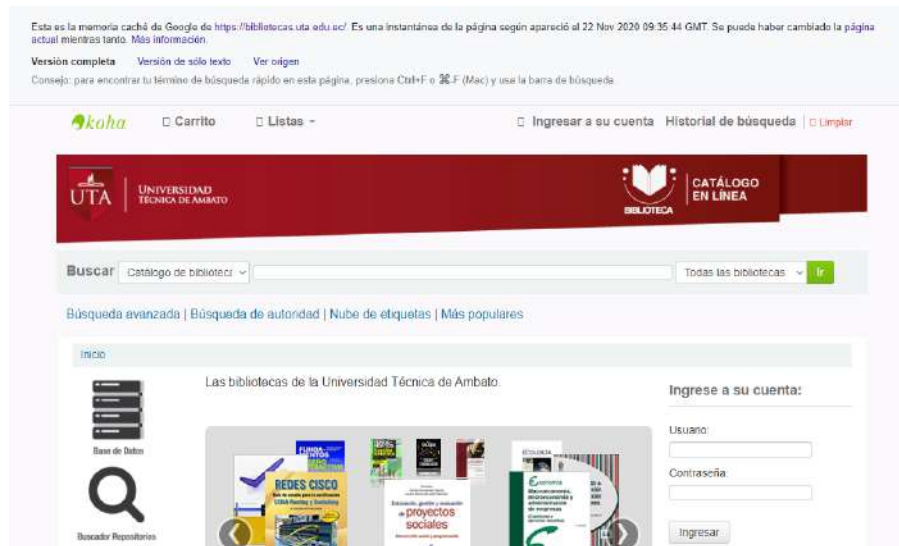 Esta es la memoria caché de Google de https://bibliotecas.uta.edu.ec/. Es una instantánea de la página según apareció el 22 Nov 2020 09:35:44 GMT. Se puede haber cambiado la página
actual mientras tanto. Más información.
Versión completa Versión de sólo texto Ver origen
Consejo: para encontrar tu término de búsqueda rápido en esta página, presiona Ctrl+F o ⌘-F (Mac) y usa la barra de búsqueda.
koha Carrito Listas Ingresar a su cuenta Historial de búsqueda | Limpiar
UTA UNIVERSIDAD
TÉCNICA DE AMBATO
BIBLIOTECA
CATÁLOGO
EN LÍNEA
Buscar Catálogo de bibliotec Todas las bibliotecas Ir
Búsqueda avanzada | Búsqueda de autoridad | Nube de etiquetas | Más populares
Inicio
Las bibliotecas de la Universidad Técnica de Ambato.
Base de Datos
Buscador Repositorios
FUNDA-
MENTOS
REDES CISCO
proyectos
sociales
ECOLOGÍA
Economía
Ingrese a su cuenta:
Usuario:
Contraseña:
Ingresar